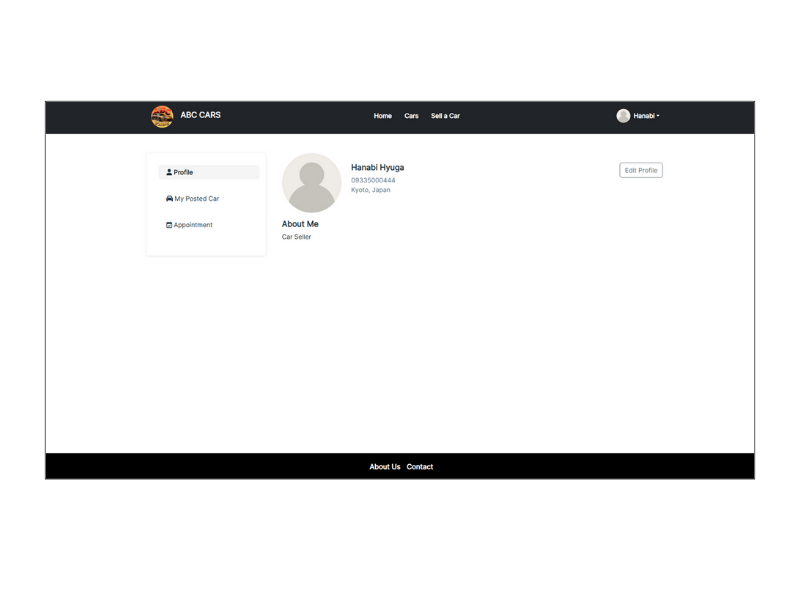 ABC CARS
Home Cars Sell a Car
Hanabi
Profile
My Posted Car
Appointment
Hanabi Hyuga
09335000444
Kyoto, Japan
Edit Profile
About Me
Car Seller
About Us Contact